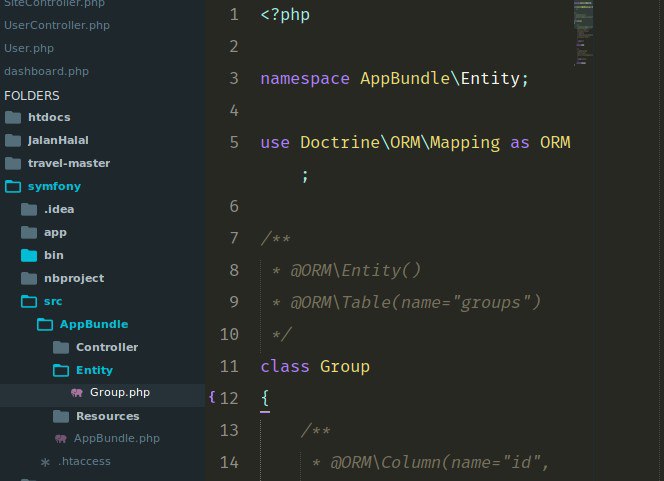 SiteController.php
UserController.php
User.php
dashboard.php
FOLDERS
htdocs
JalanHalal
travel-master
symfony
.idea
app
bin
nbproject
src
AppBundle
Controller
Entity
Group.php
Resources
AppBundle.php
.htaccess
1 <?php
2
3 namespace AppBundle\Entity;
4
5 use Doctrine\ORM\Mapping as ORM
;
6
7 /**
8 * @ORM\Entity()
9 * @ORM\Table(name="groups")
10 */
11 class Group
{ 12 {
13 /**
14 * @ORM\Column(name="id",